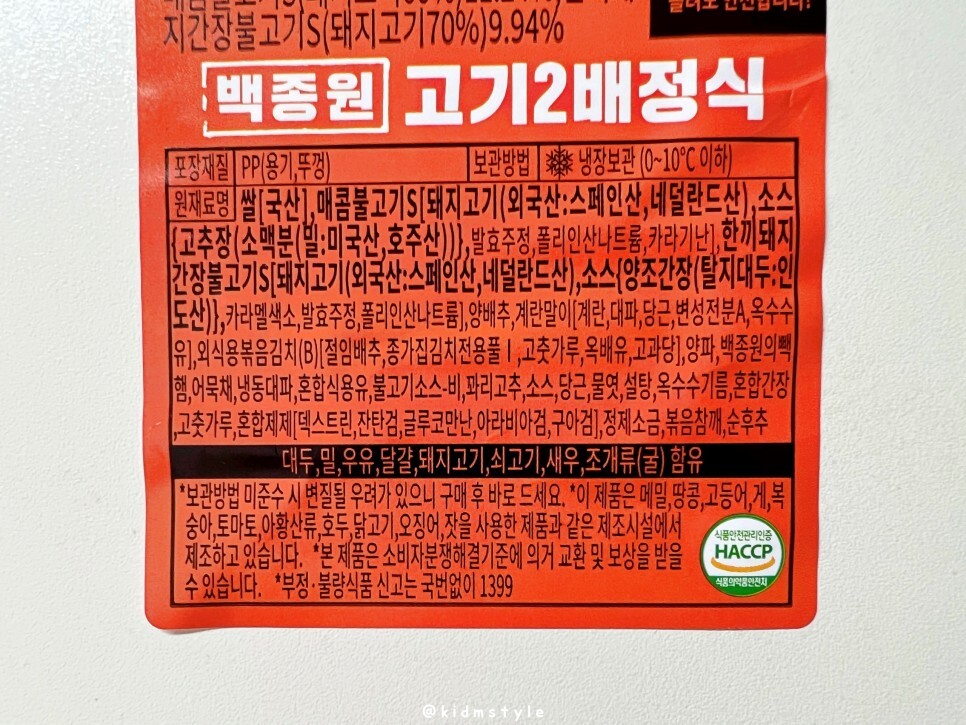 지간장불고기S(돼지고기70%)9.94%
백종원 고기2배정식
포장재질 PP(용기,뚜껑) 보관방법 냉장보관 (0~10℃ 이하)
원재료명 쌀[국산],매콤불고기S[돼지고기(외국산:스페인산,네덜란드산),소스
{고추장(소맥분(밀:미국산,호주산))},발효주정,폴리인산나트륨,카라기난],한끼돼지
간장불고기S[돼지고기(외국산:스페인산,네덜란드산),소스{양조간장(탈지대두:인
도산)},카라멜색소,발효주정,폴리인산나트륨],양배추,계란말이[계란,대파,당근,변성전분A,옥수수
유],외식용볶음김치(B)[절임배추,종가집김치전용풀Ⅰ,고춧가루,옥배유,고과당],양파,백종원의빽
햄,어묵채,냉동대파,혼합식용유,불고기소스-비,꽈리고추,소스,당근,물엿,설탕,옥수수기름,혼합간장
,고춧가루,혼합제제[덱스트린,잔탄검,글루코만난,아라비아검,구아검],정제소금,볶음참깨,순후추
대두,밀,우유,달걀,돼지고기,쇠고기,새우,조개류(굴) 함유
*보관방법 미준수 시 변질될 우려가 있으니 구매 후 바로 드세요. *이 제품은 메밀,땅콩,고등어,게,복
숭아,토마토,아황산류,호두,닭고기,오징어,잣을 사용한 제품과 같은 제조시설에서
제조하고 있습니다. *본 제품은 소비자분쟁해결기준에 의거 교환 및 보상을 받을
수 있습니다. *부정·불량식품 신고는 국번없이 1399
식품안전관리인증
HACCP
식품의약품안전처
@kidmstyle